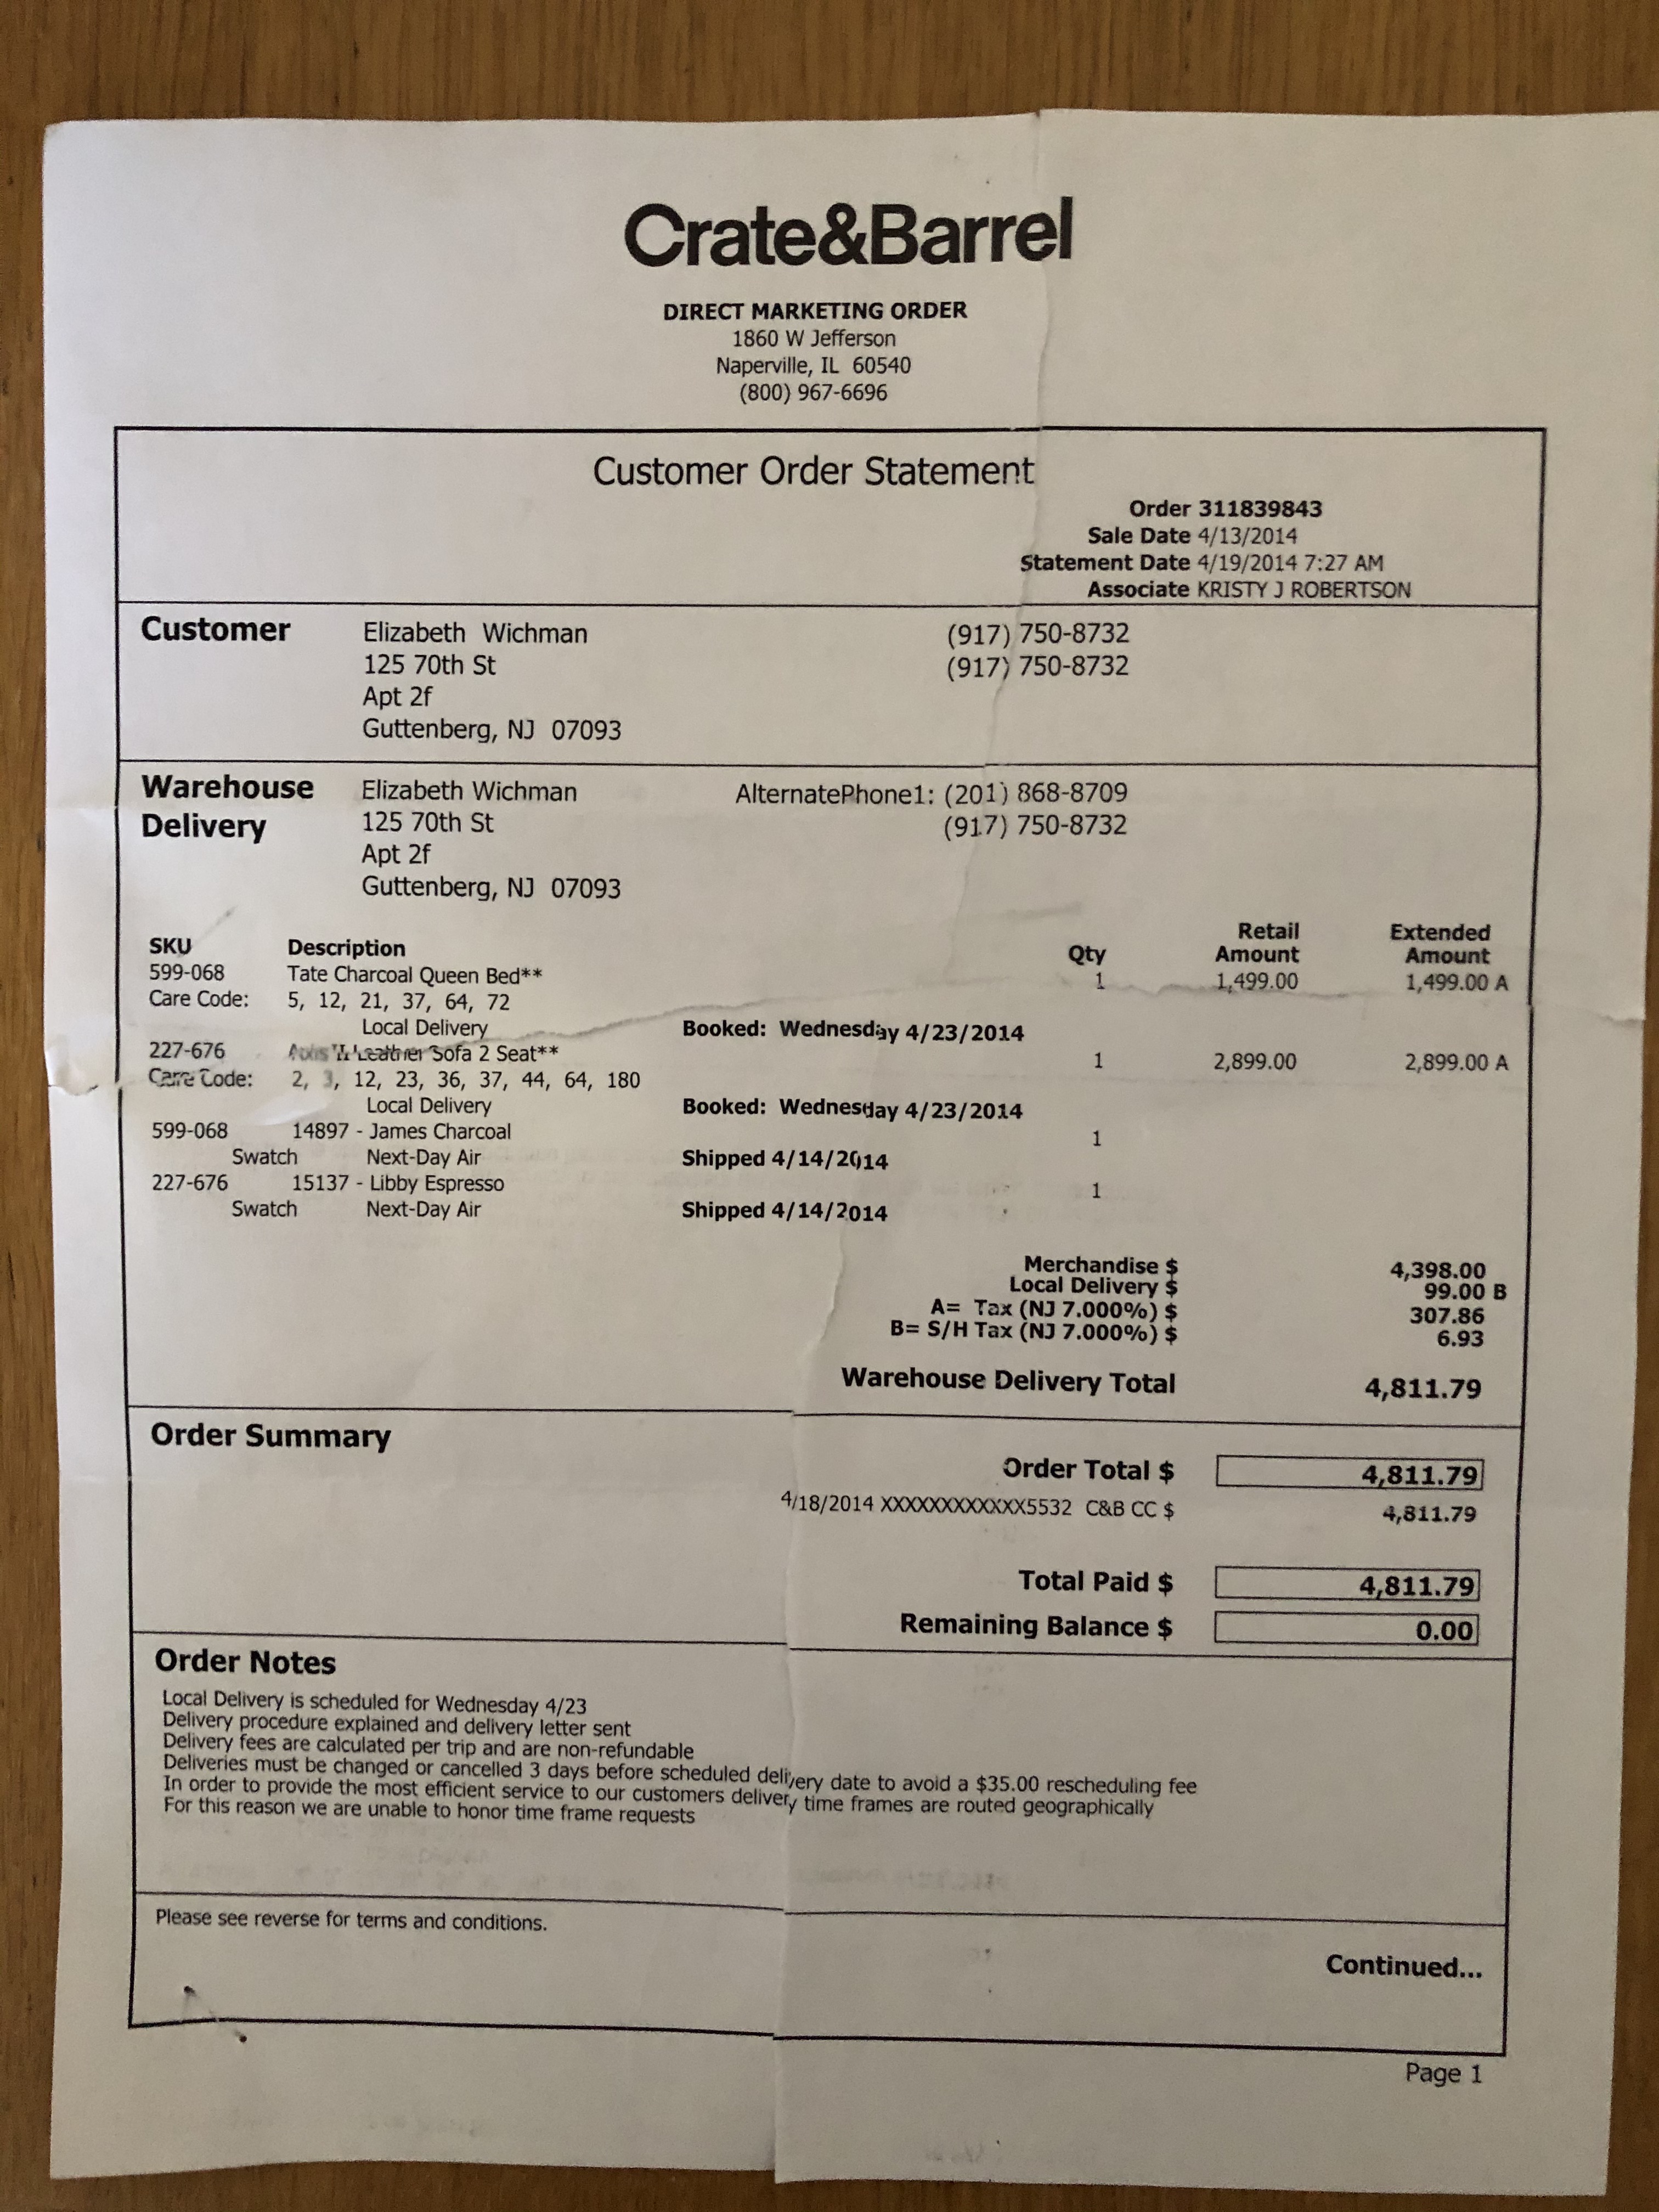 Crate&Barrel
DIRECT MARKETING ORDER
1860 W Jefferson
Naperville, IL 60540
(800) 967-6696
Customer Order Statement
Order 311839843
Sale Date 4/13/2014
Statement Date 4/19/2014 7:27 AM
Associate KRISTY J ROBERTSON
Customer Elizabeth Wichman (917) 750-8732
125 70th St (917) 750-8732
Apt 2f
Guttenberg, NJ 07093
Warehouse Elizabeth Wichman AlternatePhone1: (201) 868-8709
Delivery 125 70th St (917) 750-8732
Apt 2f
Guttenberg, NJ 07093
Retail Extended
SKU Description Qty Amount Amount
599-068 Tate Charcoal Queen Bed** 1 1,499.00 1,499.00 A
Care Code: 5, 12, 21, 37, 64, 72
Local Delivery Booked: Wednesday 4/23/2014
227-676 Axis II Leather Sofa 2 Seat** 1 2,899.00 2,899.00 A
Care Code: 2, 3, 12, 23, 36, 37, 44, 64, 180
Local Delivery Booked: Wednesday 4/23/2014
599-068 14897 - James Charcoal 1
Swatch Next-Day Air Shipped 4/14/2014
227-676 15137 - Libby Espresso 1
Swatch Next-Day Air Shipped 4/14/2014
Merchandise $ 4,398.00
Local Delivery $ 99.00 B
A= Tax (NJ 7.000%) $ 307.86
B= S/H Tax (NJ 7.000%) $ 6.93
Warehouse Delivery Total 4,811.79
Order Summary
Order Total $ 4,811.79
4/18/2014 XXXXXXXXXXXX5532 C&B CC $ 4,811.79
Total Paid $ 4,811.79
Remaining Balance $ 0.00
Order Notes
Local Delivery is scheduled for Wednesday 4/23
Delivery procedure explained and delivery letter sent
Delivery fees are calculated per trip and are non-refundable
Deliveries must be changed or cancelled 3 days before scheduled delivery date to avoid a $35.00 rescheduling fee
In order to provide the most efficient service to our customers delivery time frames are routed geographically
For this reason we are unable to honor time frame requests
Please see reverse for terms and conditions.
Continued...
Page 1